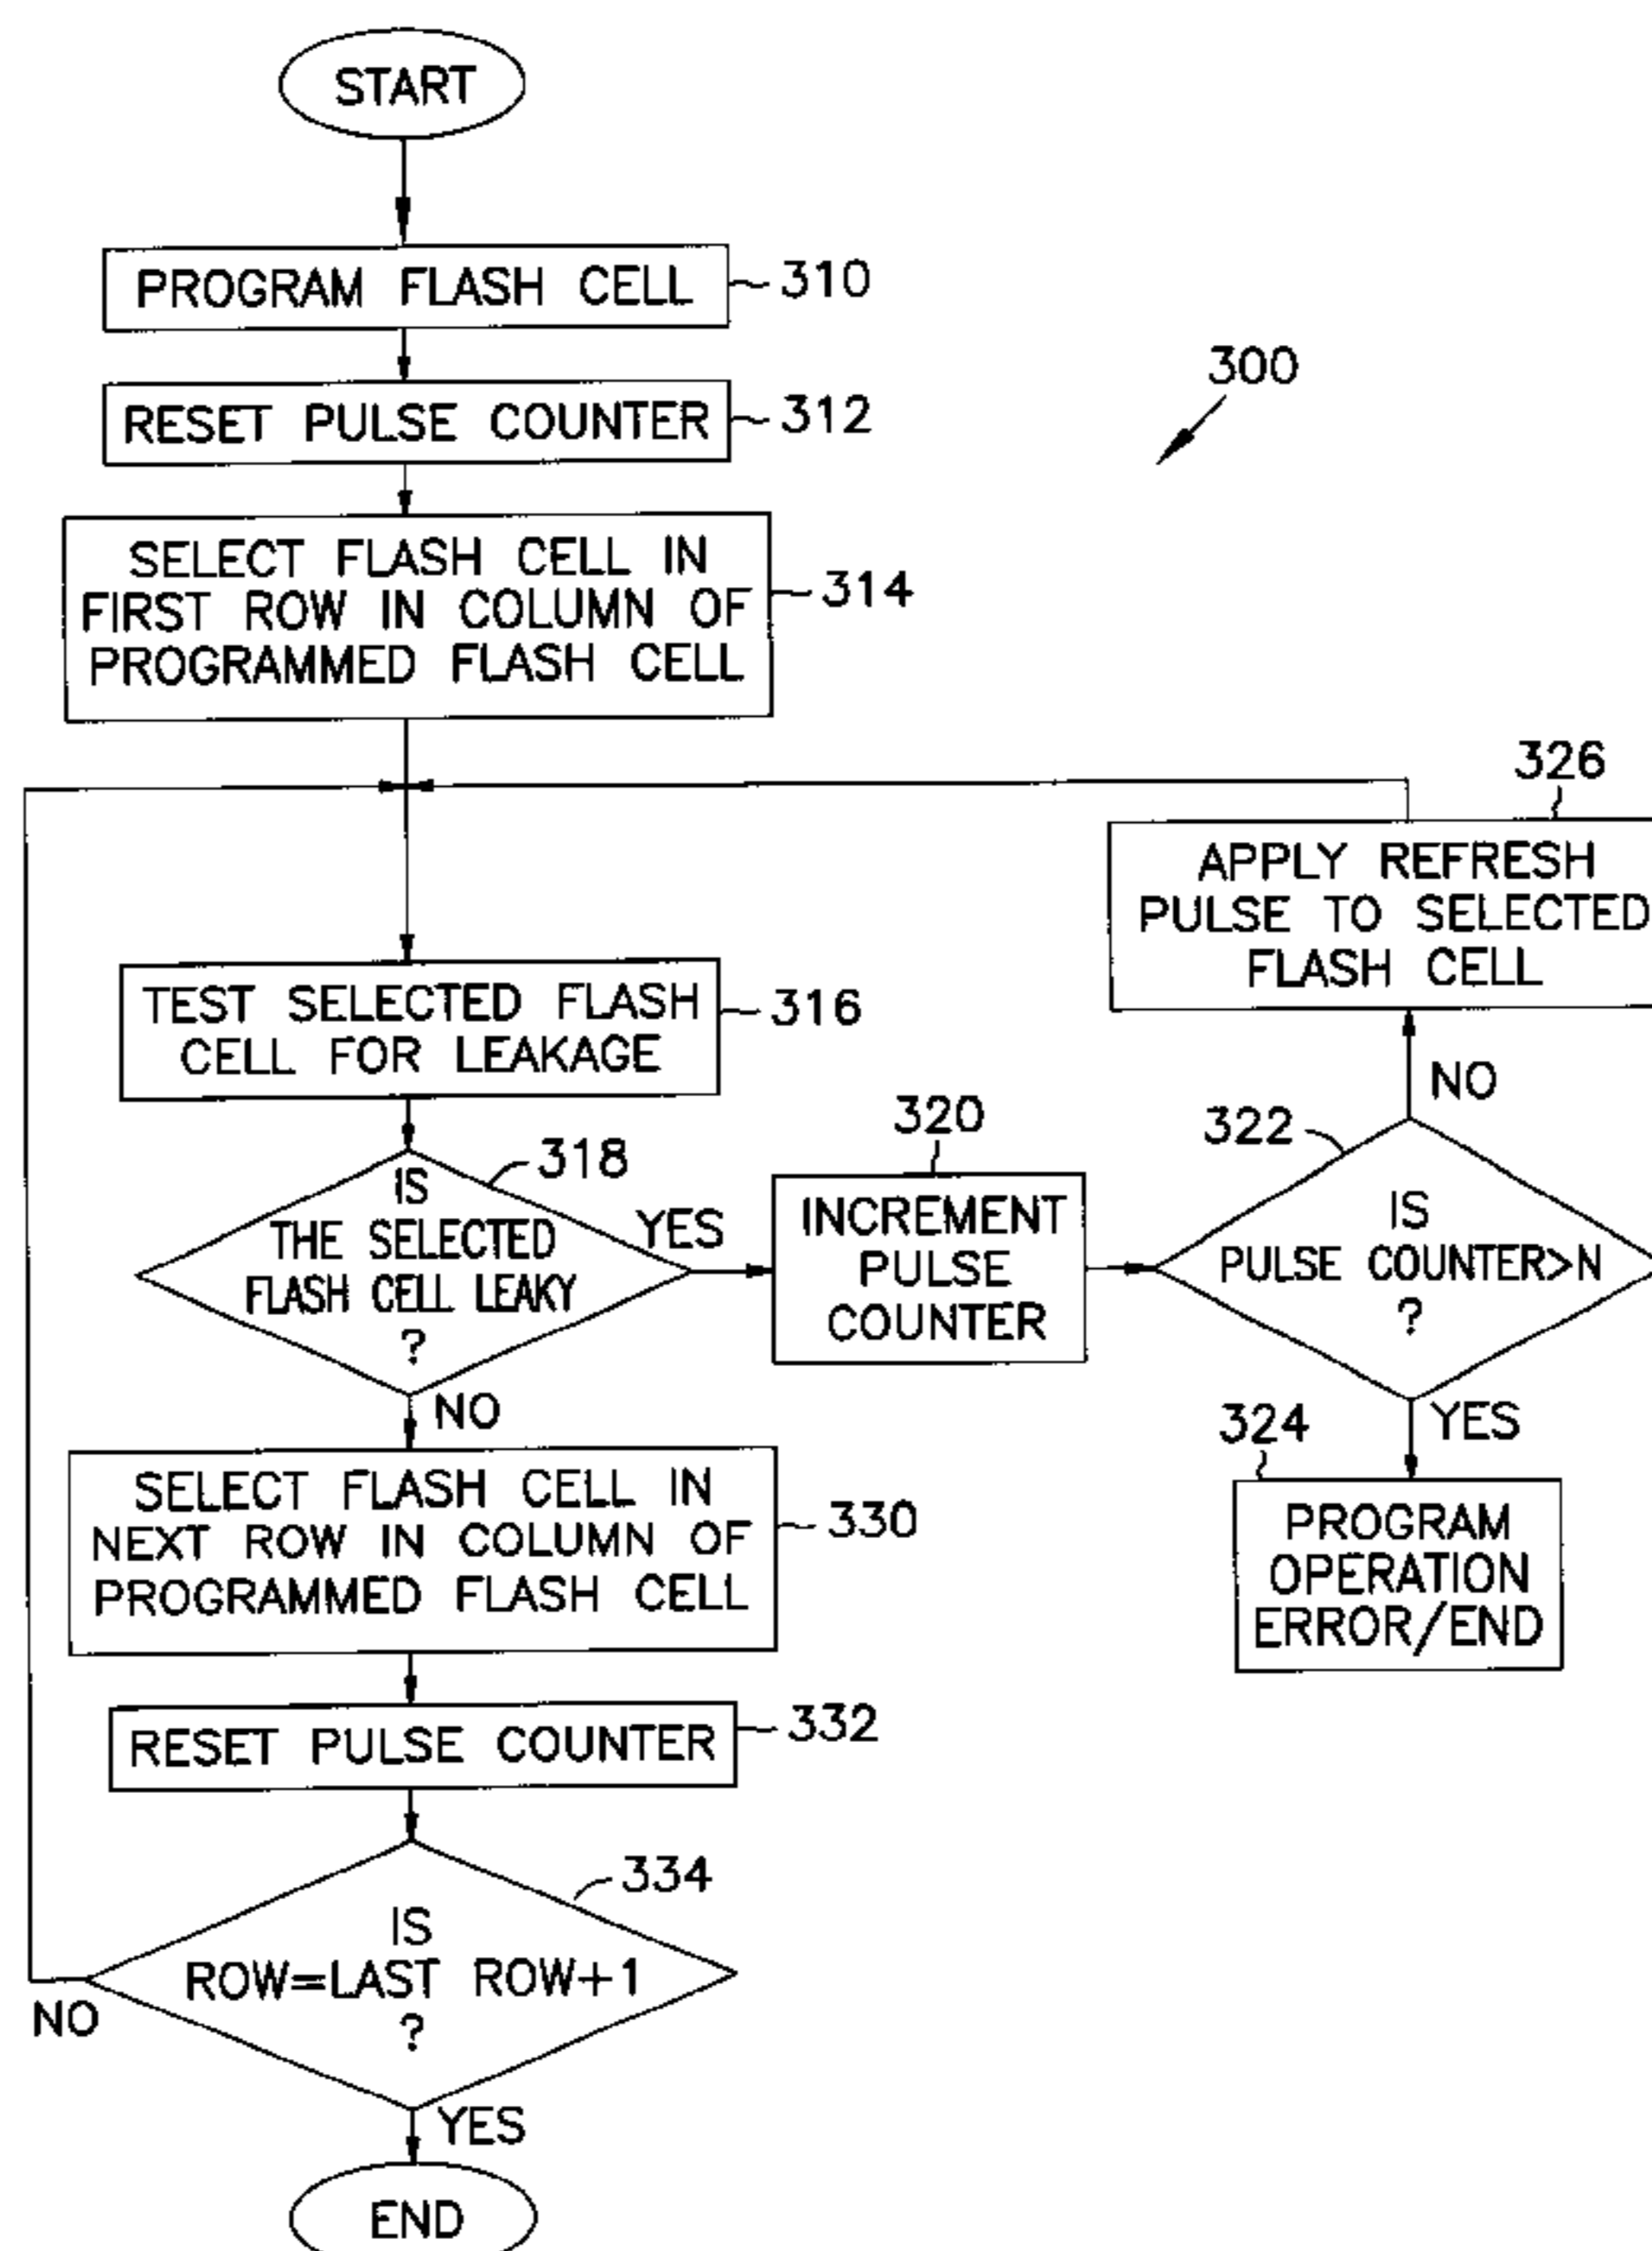 START
PROGRAM FLASH CELL
310
RESET PULSE COUNTER
312
300
SELECT FLASH CELL IN
FIRST ROW IN COLUMN OF
PROGRAMMED FLASH CELL
314
326
APPLY REFRESH
PULSE TO SELECTED
FLASH CELL
TEST SELECTED FLASH
CELL FOR LEAKAGE
316
NO
322
IS
PULSE COUNTER>N
?
320
INCREMENT
PULSE
COUNTER
318
IS
THE SELECTED
FLASH CELL LEAKY
?
YES
NO
YES
324
PROGRAM
OPERATION
ERROR/END
SELECT FLASH CELL IN
NEXT ROW IN COLUMN OF
PROGRAMMED FLASH CELL
330
RESET PULSE COUNTER
332
334
IS
ROW=LAST ROW+1
?
NO
YES
END